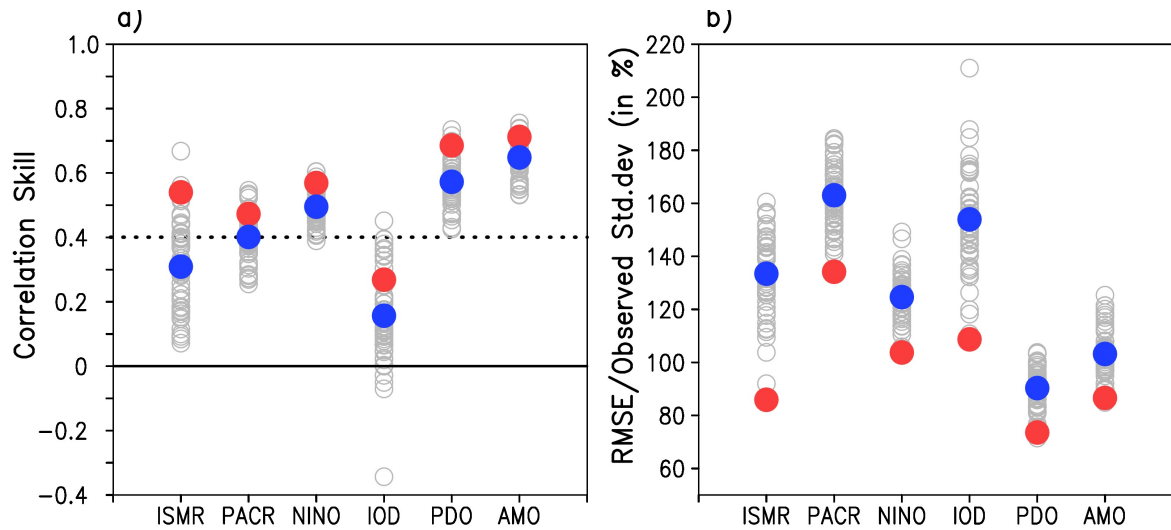 a)
Correlation Skill
1.0
0.8
0.6
0.4
0.2
0
−0.2
−0.4
ISMR PACR NINO IOD PDO AMO
b)
RMSE/Observed Std.dev (in %)
220
200
180
160
140
120
100
80
60
ISMR PACR NINO IOD PDO AMO